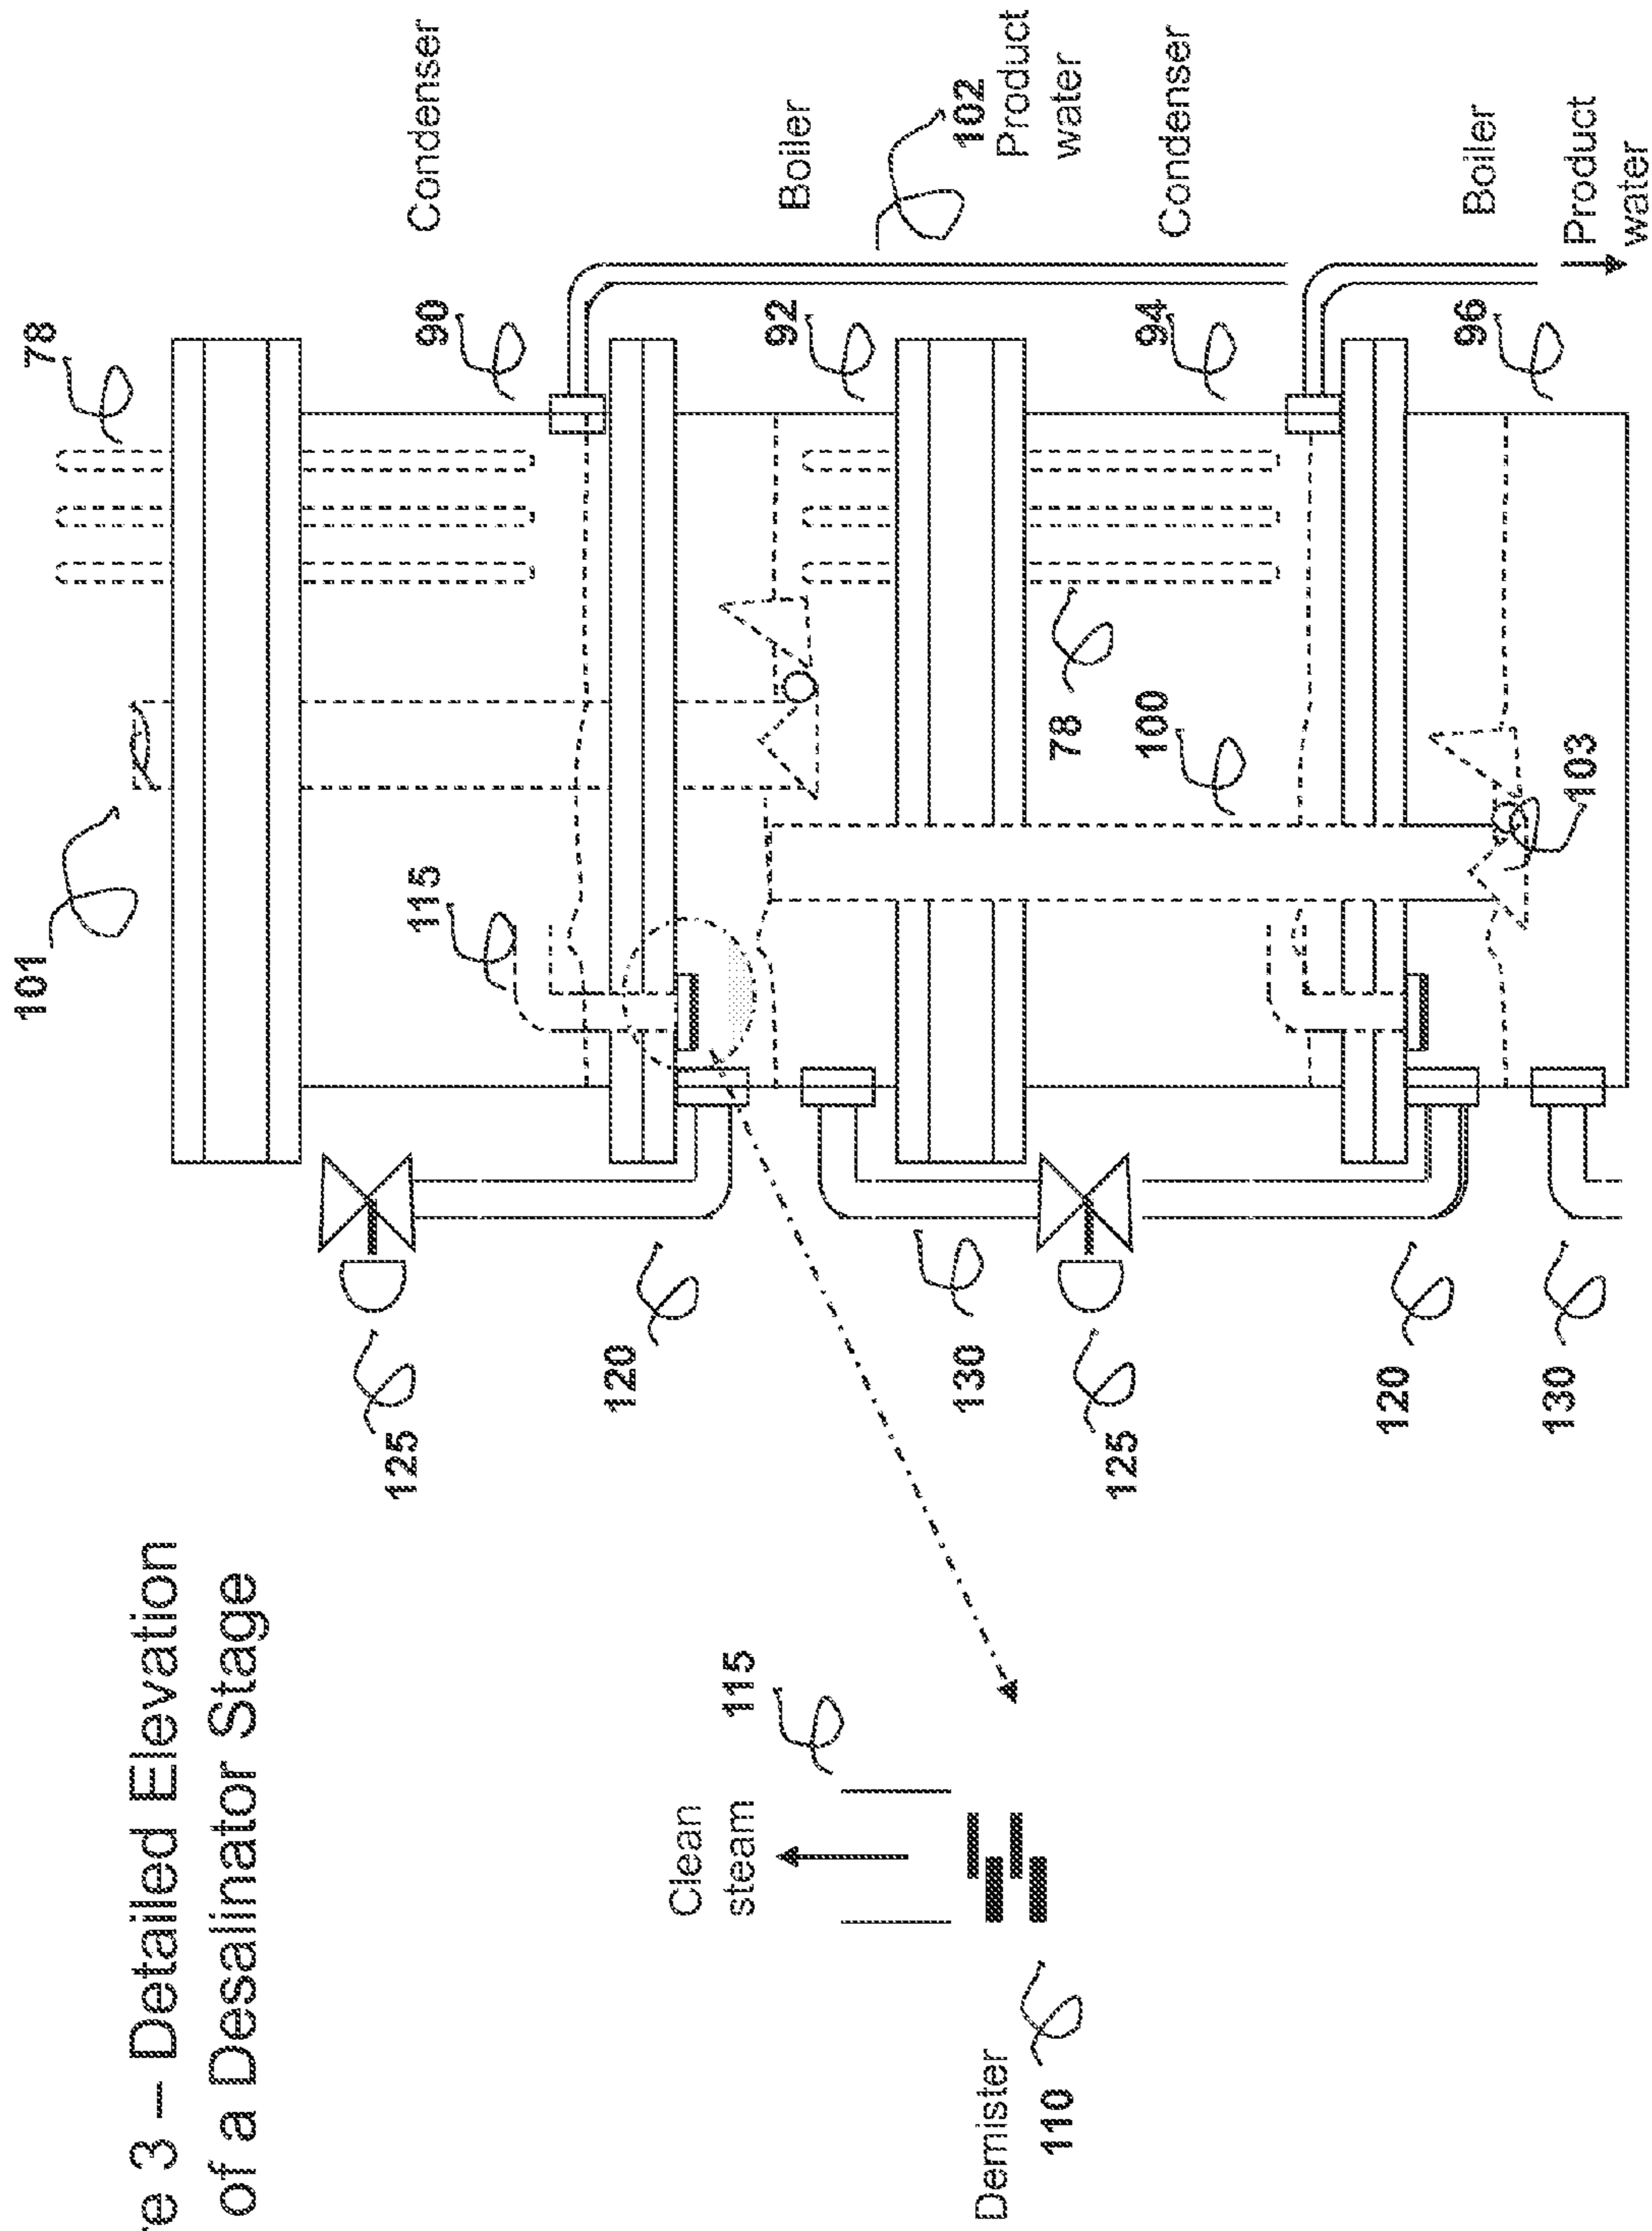 re 3 – Detailed Elevation
of a Desalinator Stage
78
101
Condenser
90
115
125
Boiler
102
Product
water
92
120
130
78
100
Condenser
94
125
Boiler
96
103
120
130
Product
water
Clean
steam
115
Demister
110